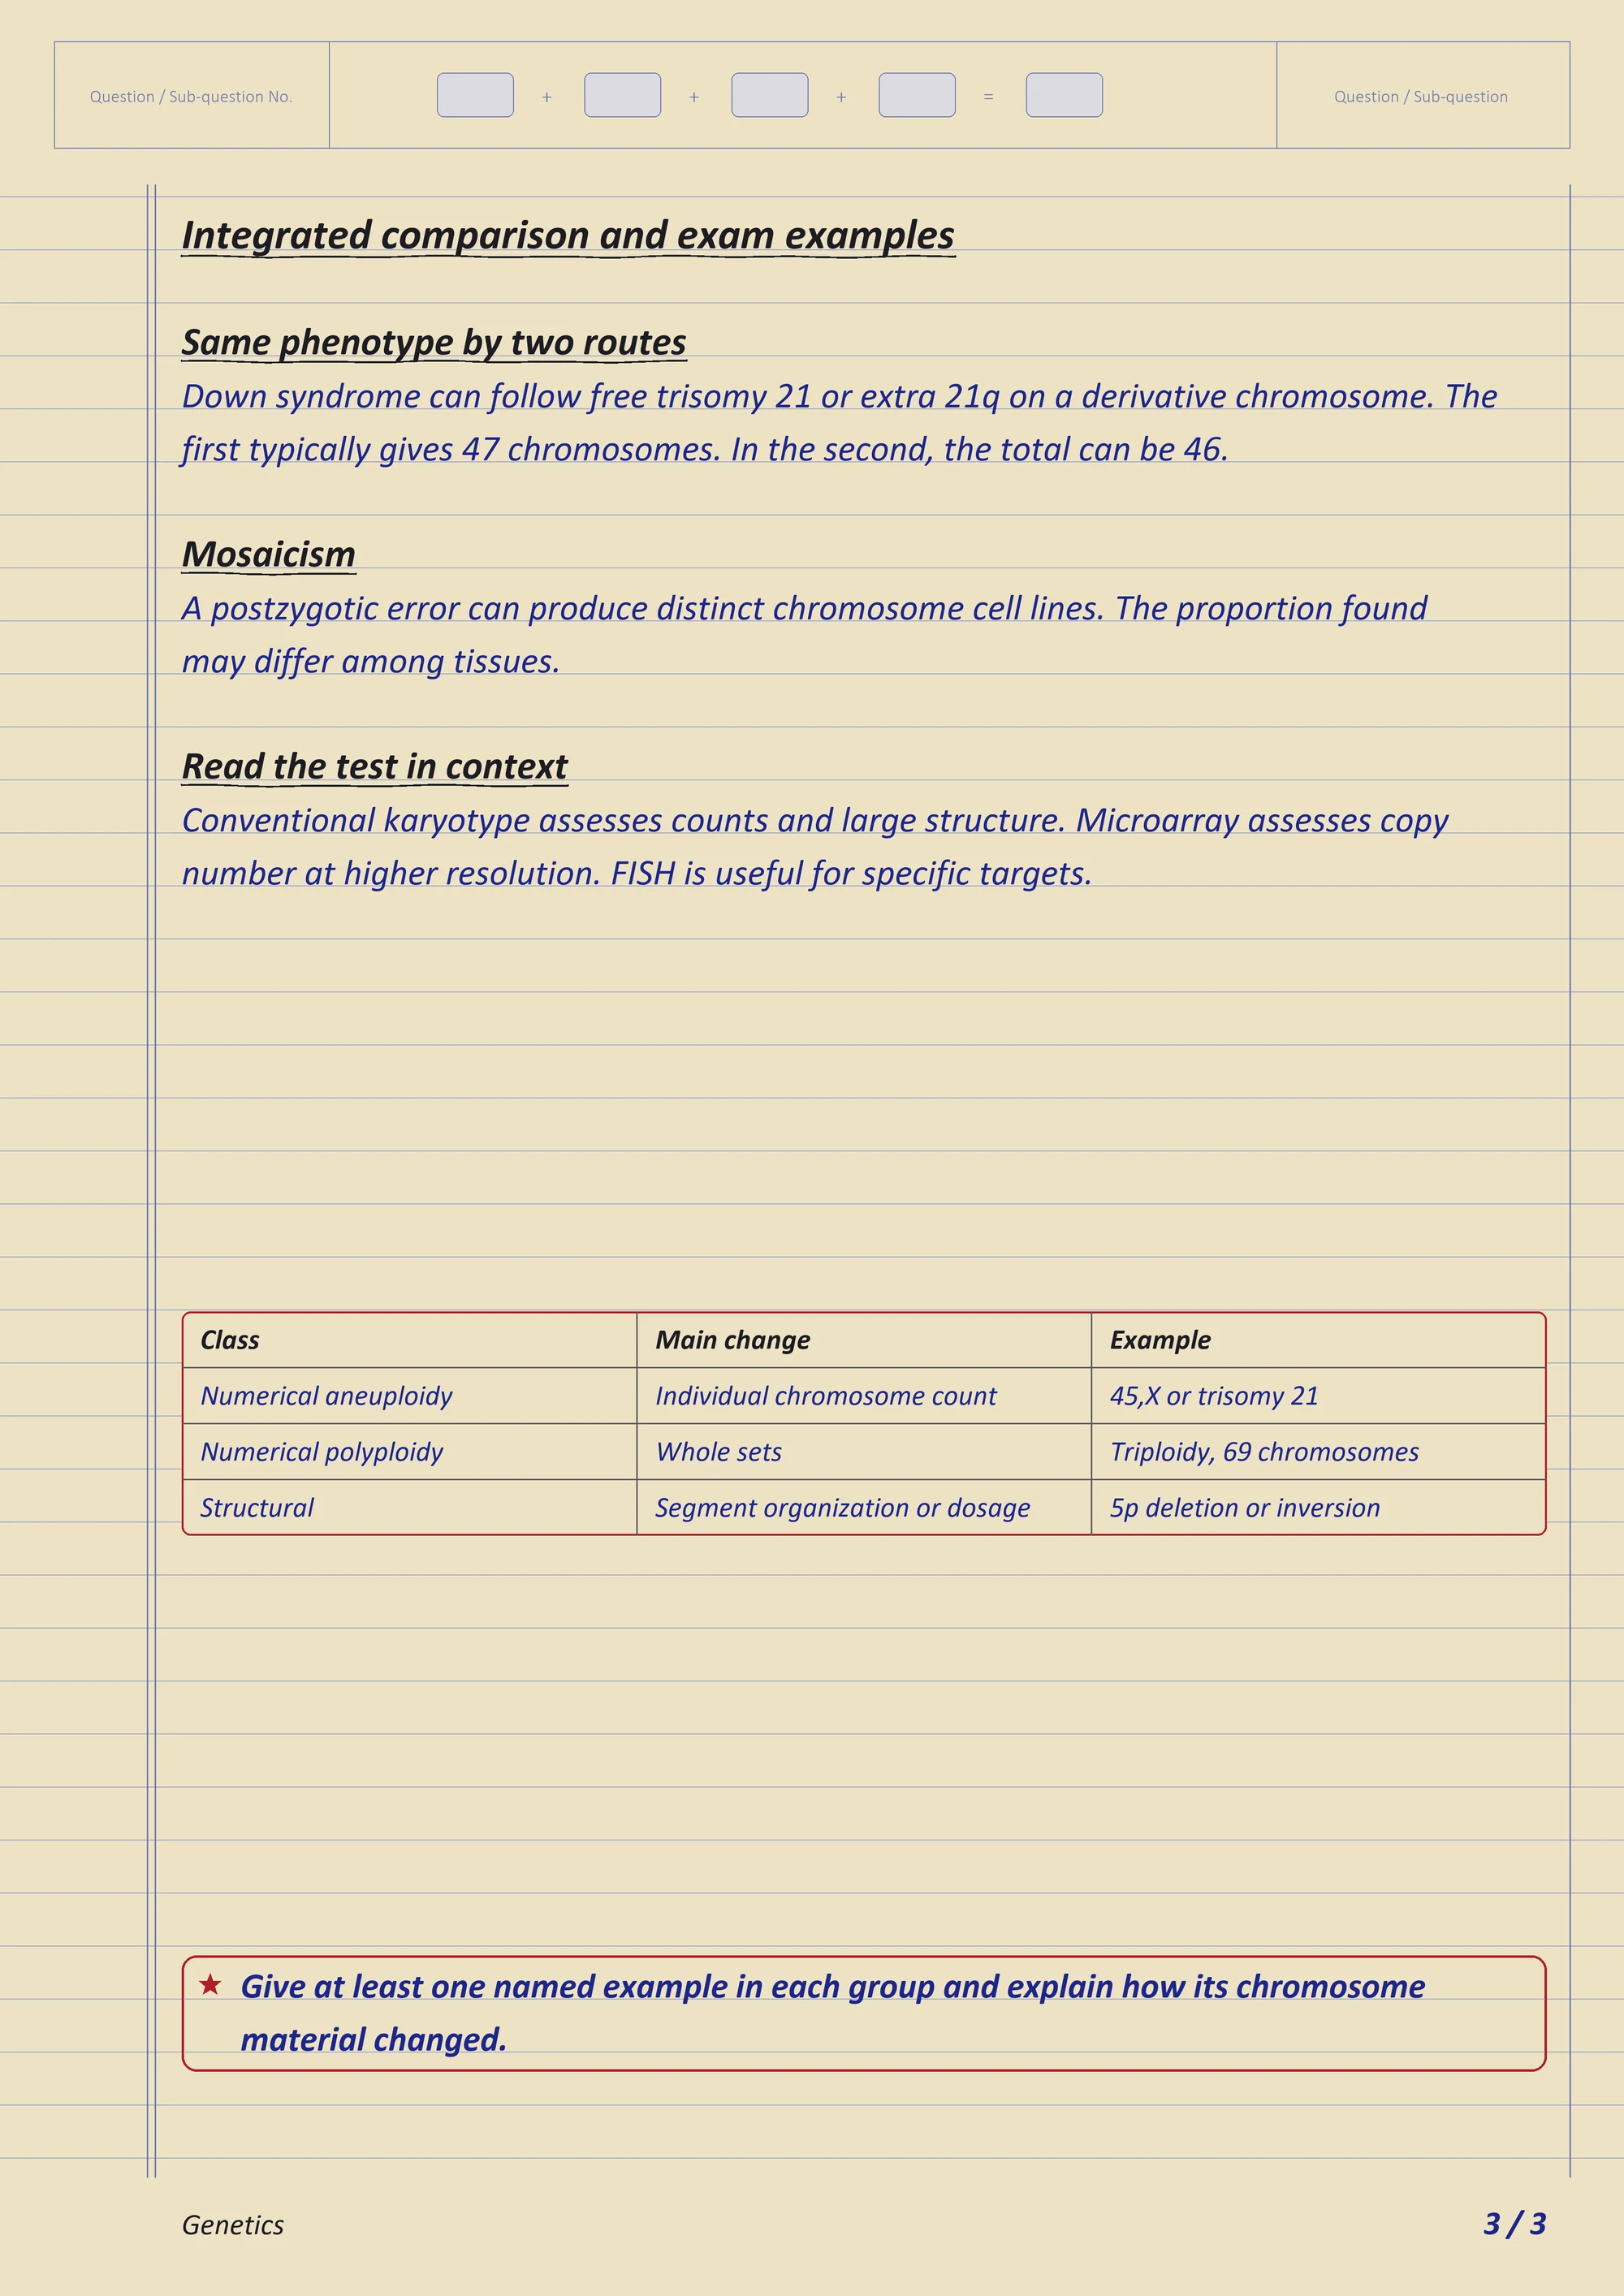 Question / Sub-question No.
+ + + =
Question / Sub-question
Integrated comparison and exam examples
Same phenotype by two routes
Down syndrome can follow free trisomy 21 or extra 21q on a derivative chromosome. The
first typically gives 47 chromosomes. In the second, the total can be 46.
Mosaicism
A postzygotic error can produce distinct chromosome cell lines. The proportion found
may differ among tissues.
Read the test in context
Conventional karyotype assesses counts and large structure. Microarray assesses copy
number at higher resolution. FISH is useful for specific targets.
Class Main change Example
Numerical aneuploidy Individual chromosome count 45,X or trisomy 21
Numerical polyploidy Whole sets Triploidy, 69 chromosomes
Structural Segment organization or dosage 5p deletion or inversion
★ Give at least one named example in each group and explain how its chromosome
material changed.
Genetics 3 / 3